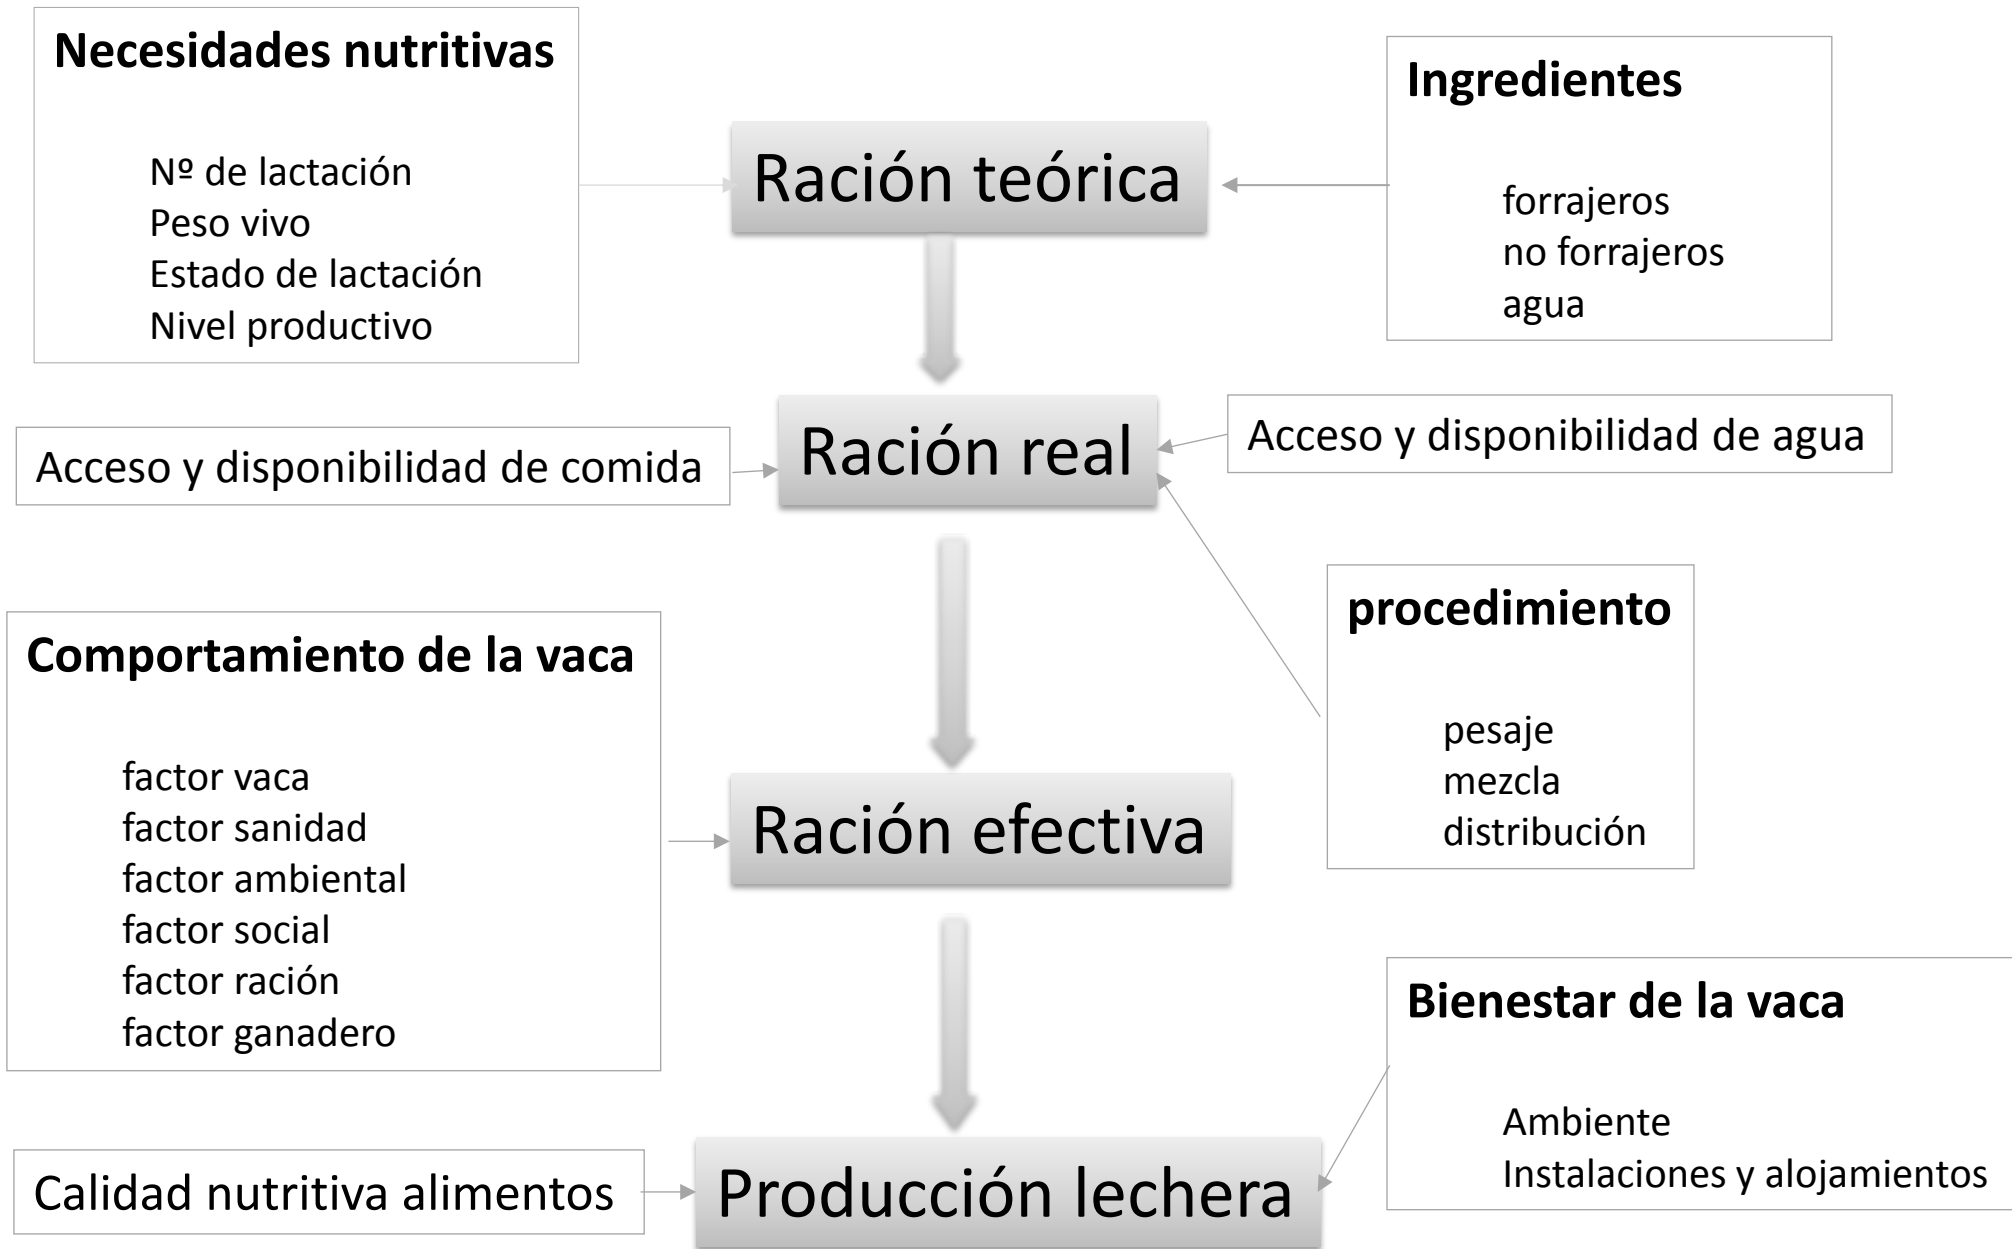 Necesidades nutritivas
Nº de lactación
Peso vivo
Estado de lactación
Nivel productivo
Ración teórica
Ingredientes
forrajeros
no forrajeros
agua
Acceso y disponibilidad de comida
Ración real
Acceso y disponibilidad de agua
procedimiento
pesaje
mezcla
distribución
Comportamiento de la vaca
factor vaca
factor sanidad
factor ambiental
factor social
factor ración
factor ganadero
Ración efectiva
Bienestar de la vaca
Ambiente
Instalaciones y alojamientos
Calidad nutritiva alimentos
Producción lechera